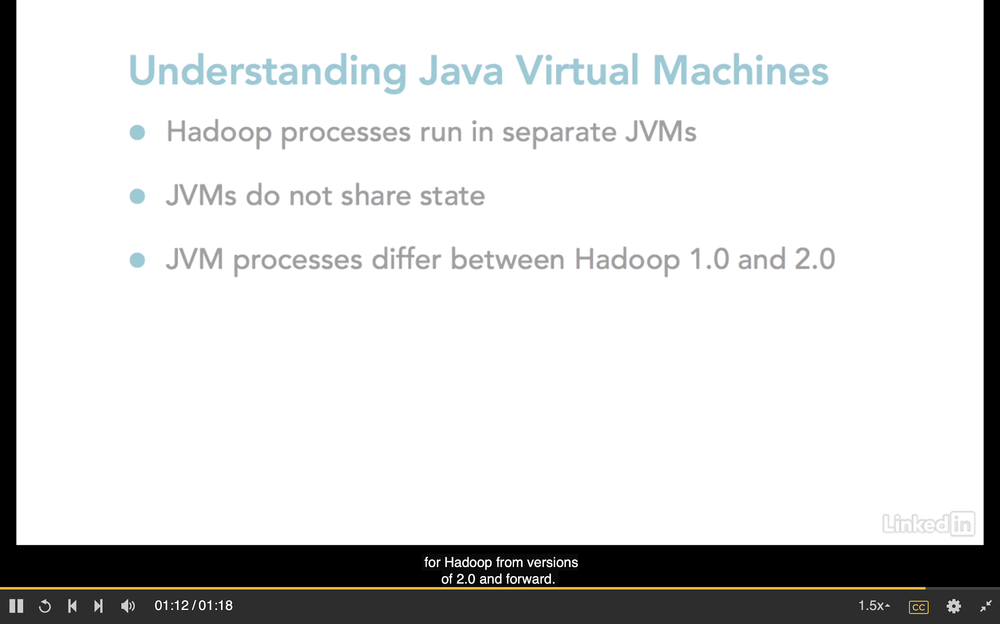 Understanding Java Virtual Machines
Hadoop processes run in separate JVMs
JVMs do not share state
JVM processes differ between Hadoop 1.0 and 2.0
Linked in
for Hadoop from versions
of 2.0 and forward.
01:12 / 01:18
1.5x
CC